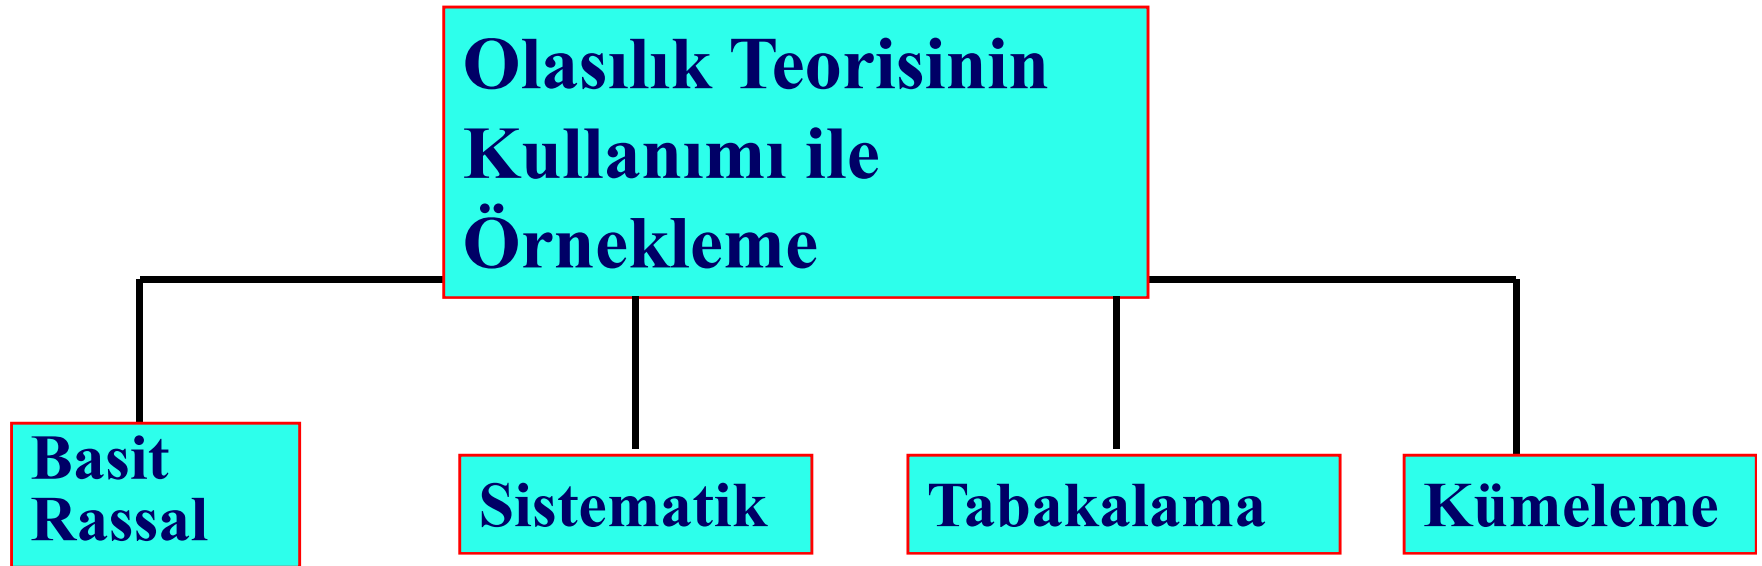 Olasılık Teorisinin
Kullanımı ile
Örnekleme
Basit
Rassal
Sistematik
Tabakalama
Kümeleme